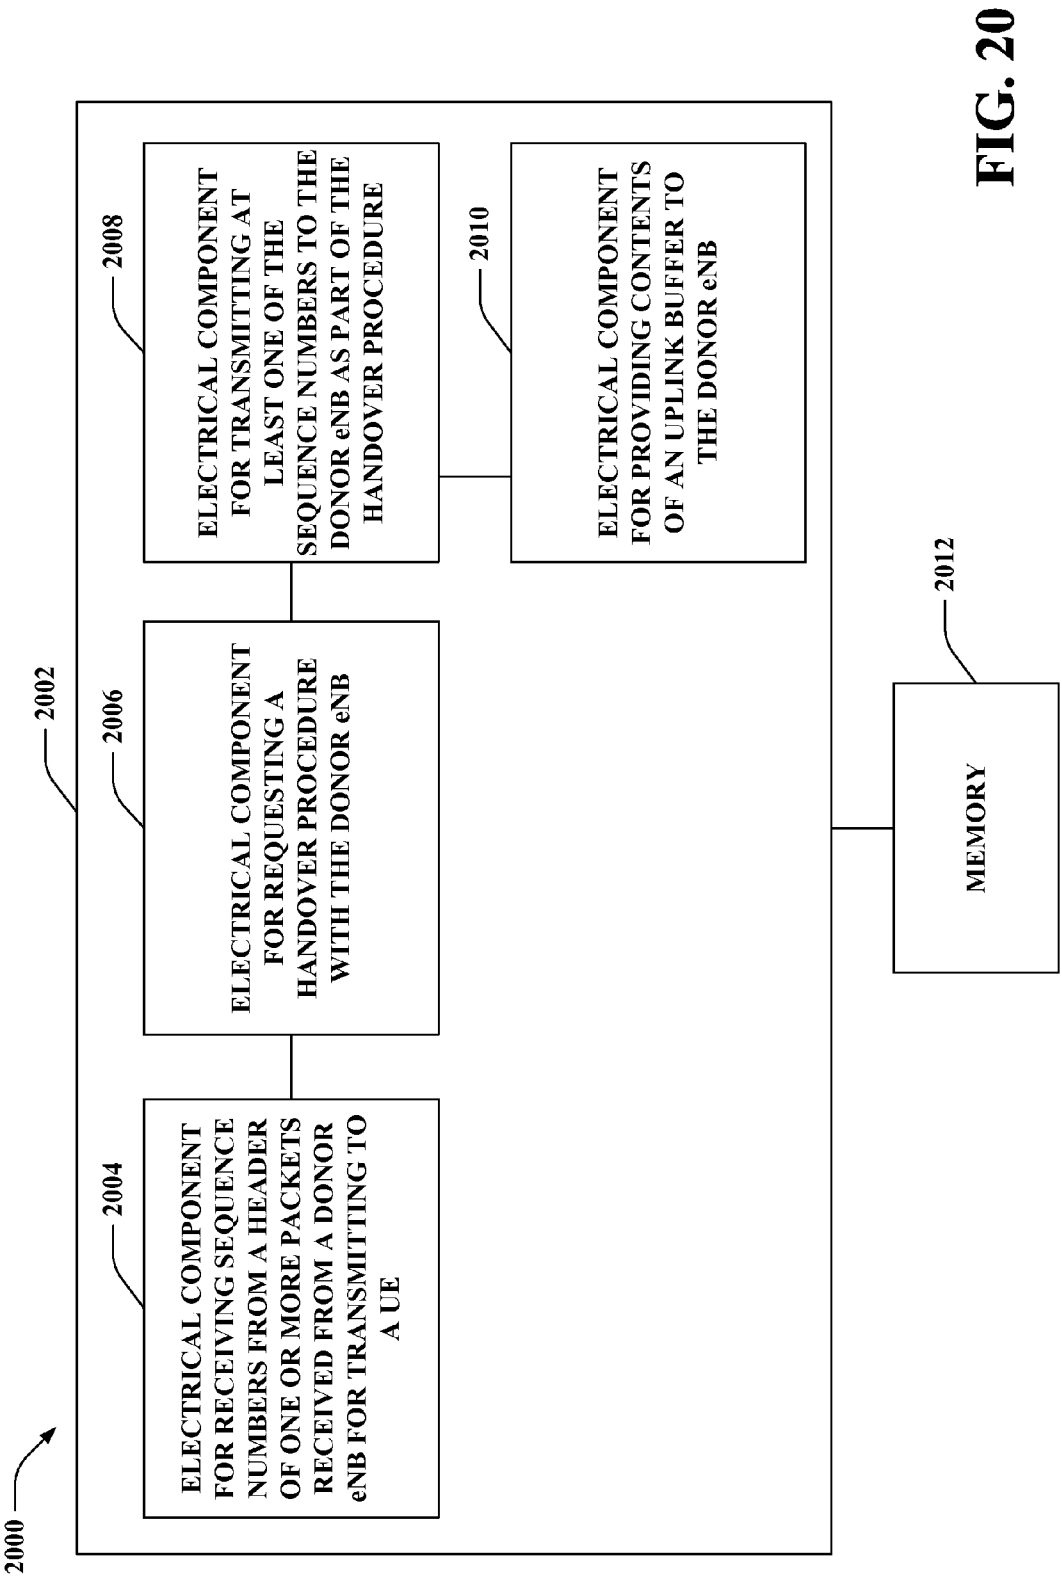 2000
2002
2004
ELECTRICAL COMPONENT
FOR RECEIVING SEQUENCE
NUMBERS FROM A HEADER
OF ONE OR MORE PACKETS
RECEIVED FROM A DONOR
eNB FOR TRANSMITTING TO
A UE
2006
ELECTRICAL COMPONENT
FOR REQUESTING A
HANDOVER PROCEDURE
WITH THE DONOR eNB
2008
ELECTRICAL COMPONENT
FOR TRANSMITTING AT
LEAST ONE OF THE
SEQUENCE NUMBERS TO THE
DONOR eNB AS PART OF THE
HANDOVER PROCEDURE
2010
ELECTRICAL COMPONENT
FOR PROVIDING CONTENTS
OF AN UPLINK BUFFER TO
THE DONOR eNB
2012
MEMORY
FIG. 20